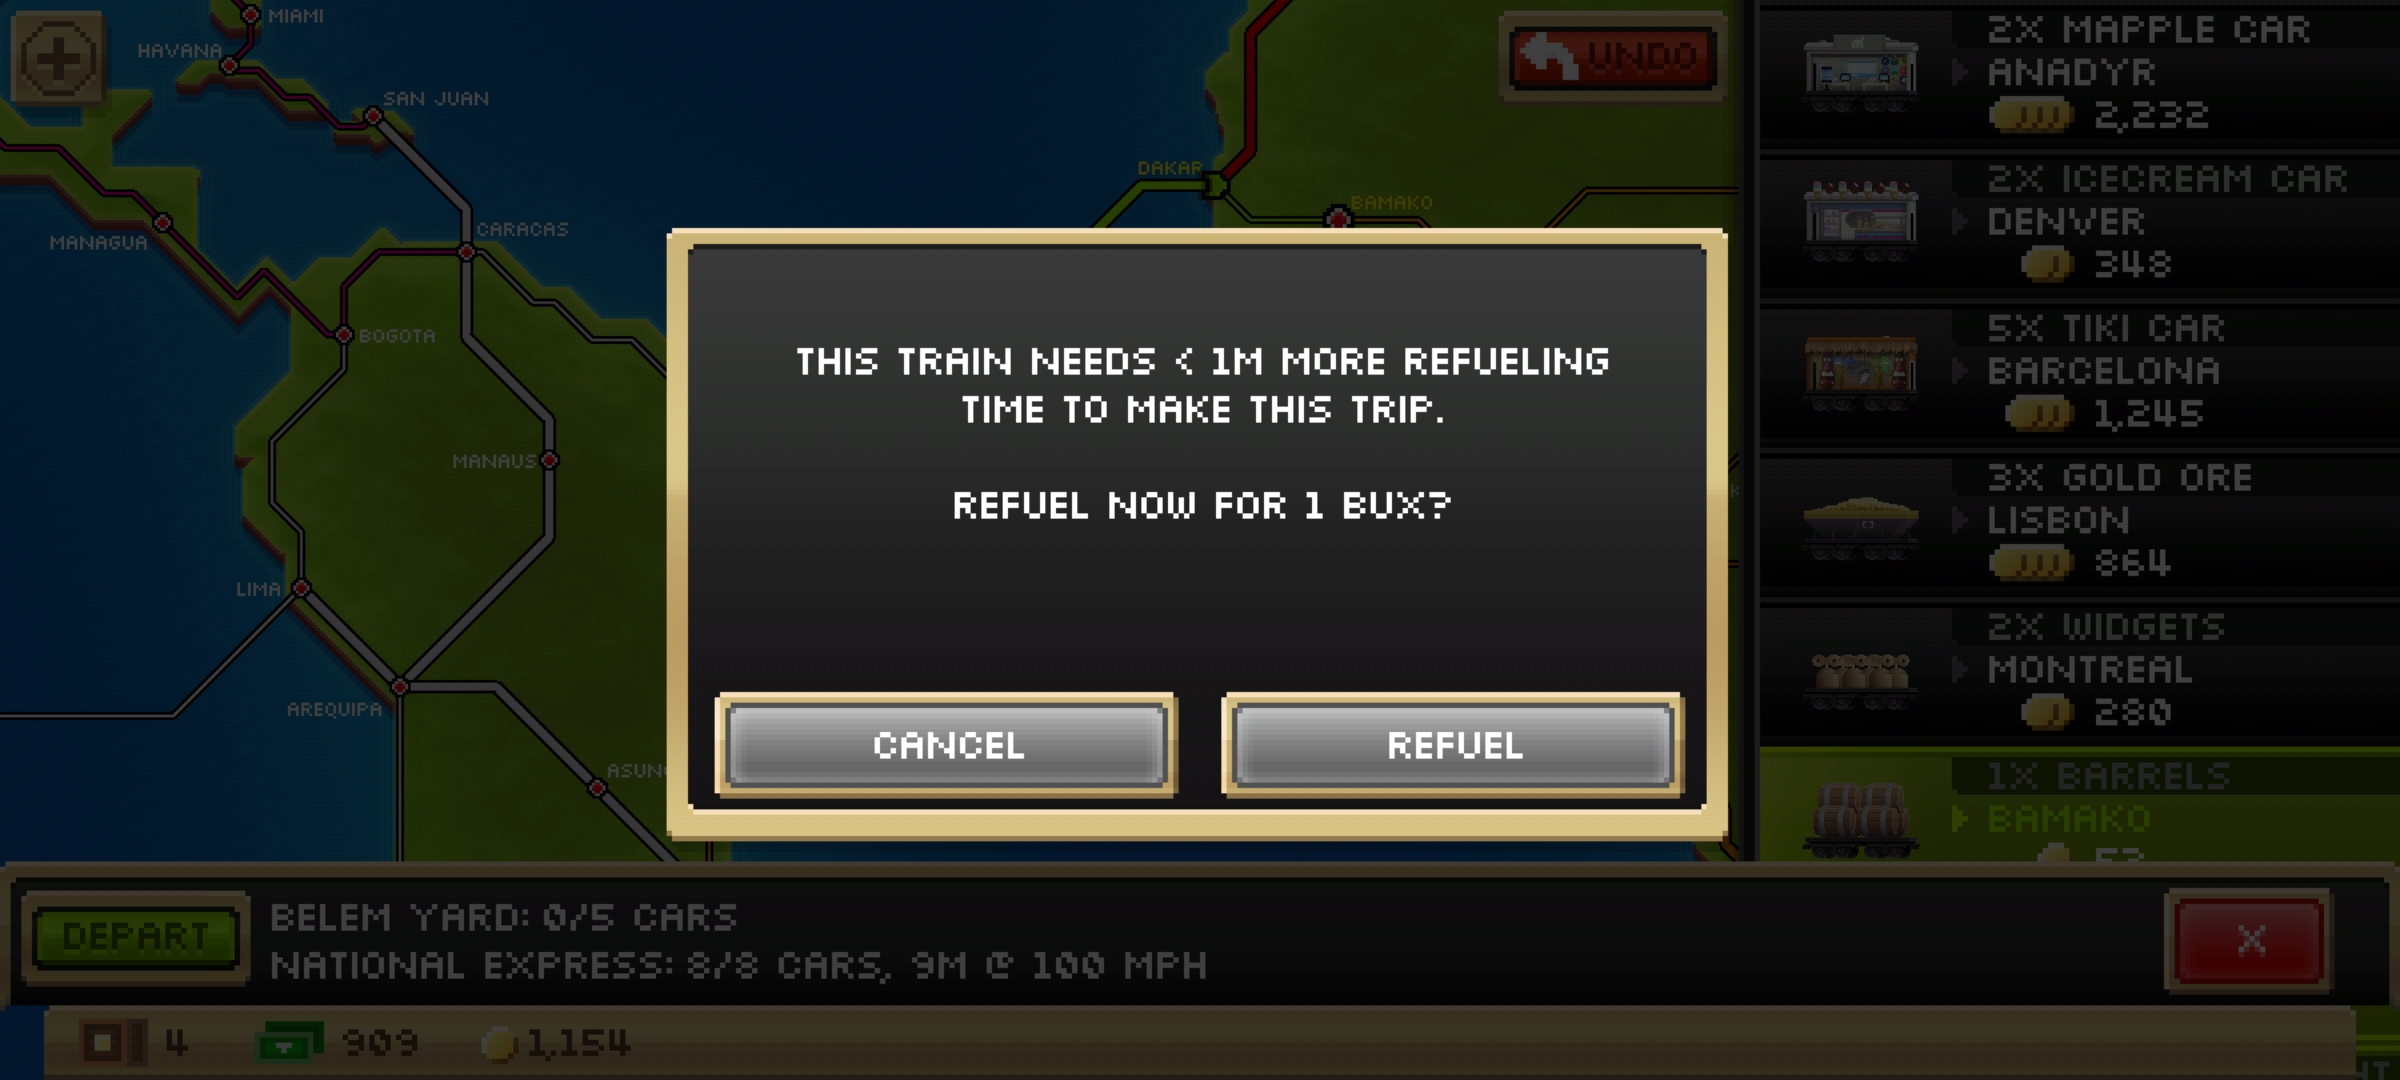 MIAMI
HAVANA
SAN JUAN
CARACAS
MANAGUA
BOGOTA
MANAUS
LIMA
AREQUIPA
DAKAR
BAMAKO
UNDO
2X MAPPLE CAR
ANADYR
2,232
2X ICECREAM CAR
DENVER
348
5X TIKI CAR
BARCELONA
1,245
3X GOLD ORE
LISBON
864
2X WIDGETS
MONTREAL
280
1X BARRELS
BAMAKO
THIS TRAIN NEEDS < 1M MORE REFUELING
TIME TO MAKE THIS TRIP.
REFUEL NOW FOR 1 BUX?
CANCEL
REFUEL
DEPART
BELEM YARD: 0/5 CARS
NATIONAL EXPRESS: 8/8 CARS, 9M @ 100 MPH
X
4
909
1,154